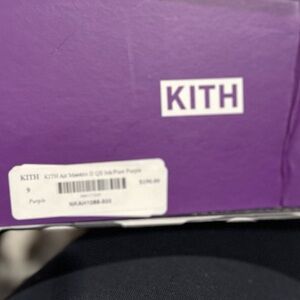 KITH
KITH KITH Air Maestro II QS Ink/Pure Purple
9
$190.00
Purple